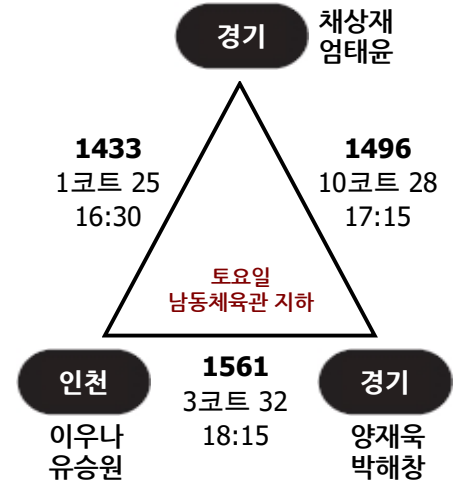 경기
채상재
엄태윤
1433
1코트 25
16:30
1496
10코트 28
17:15
토요일
남동체육관 지하
인천
이우나
유승원
1561
3코트 32
18:15
경기
양재욱
박해창